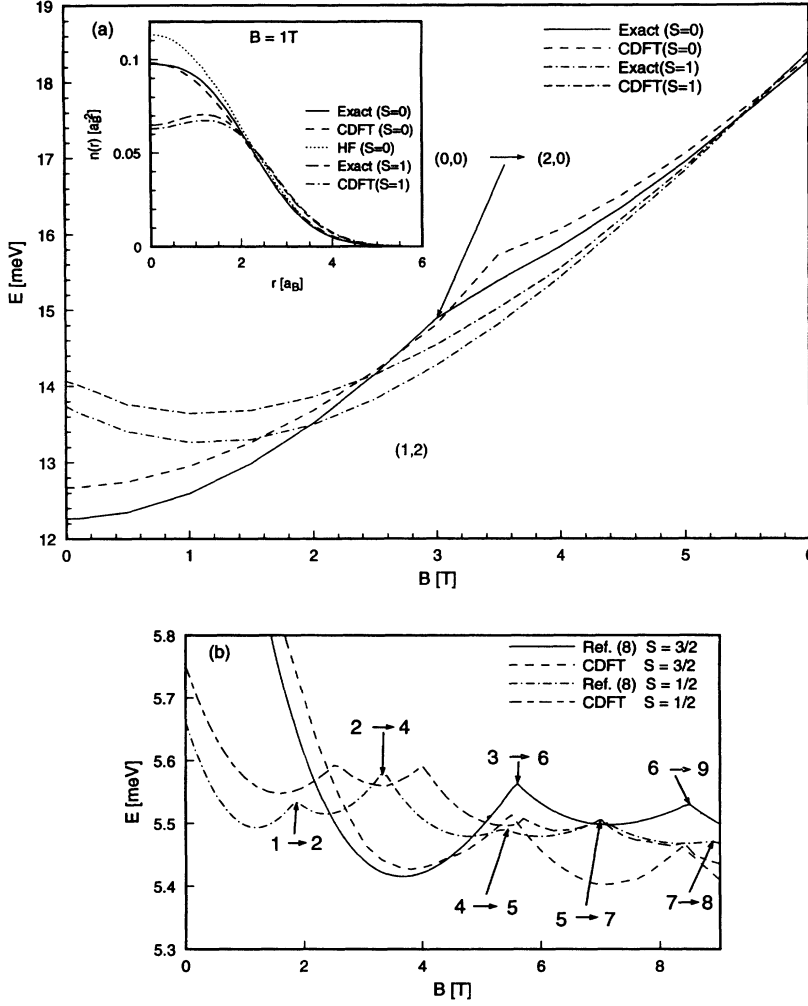 (a)
B = 1T
Exact (S=0)
CDFT (S=0)
HF (S=0)
Exact (S=1)
CDFT(S=1)
n(r) [a_B^-2]
0.1
0.05
0
0 2 4 6
r [a_B]
Exact (S=0)
CDFT(S=0)
Exact(S=1)
CDFT(S=1)
(0,0) → (2,0)
(1,2)
E [meV]
19
18
17
16
15
14
13
12
0 1 2 3 4 5 6
B [T]
(b)
Ref. (8) S = 3/2
CDFT S = 3/2
Ref. (8) S = 1/2
CDFT S = 1/2
2 → 4
3 → 6
6 → 9
1 → 2
4 → 5
5 → 7
7 → 8
E [meV]
5.8
5.7
5.6
5.5
5.4
5.3
0 2 4 6 8
B [T]